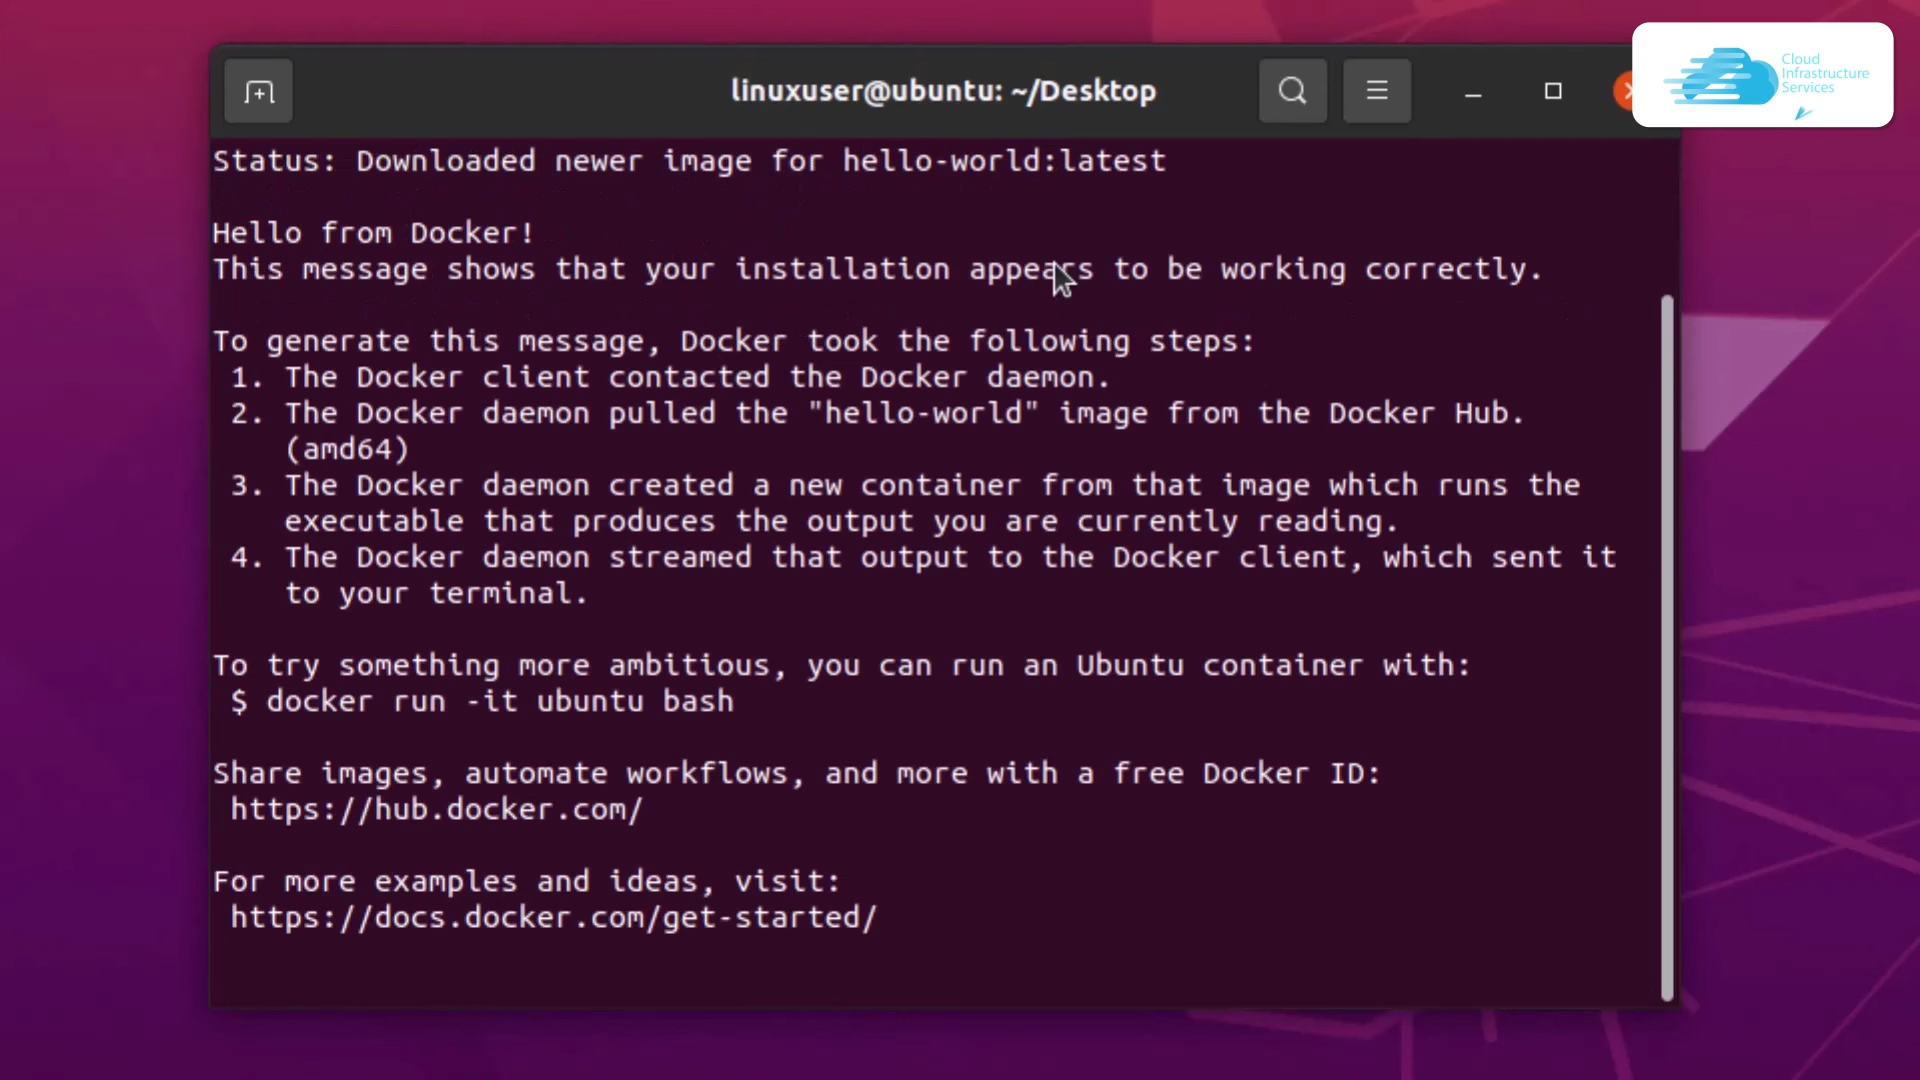 linuxuser@ubuntu: ~/Desktop
Cloud
Infrastructure
Services
Status: Downloaded newer image for hello-world:latest
Hello from Docker!
This message shows that your installation appears to be working correctly.
To generate this message, Docker took the following steps:
1. The Docker client contacted the Docker daemon.
2. The Docker daemon pulled the "hello-world" image from the Docker Hub.
(amd64)
3. The Docker daemon created a new container from that image which runs the
executable that produces the output you are currently reading.
4. The Docker daemon streamed that output to the Docker client, which sent it
to your terminal.
To try something more ambitious, you can run an Ubuntu container with:
$ docker run -it ubuntu bash
Share images, automate workflows, and more with a free Docker ID:
https://hub.docker.com/
For more examples and ideas, visit:
https://docs.docker.com/get-started/